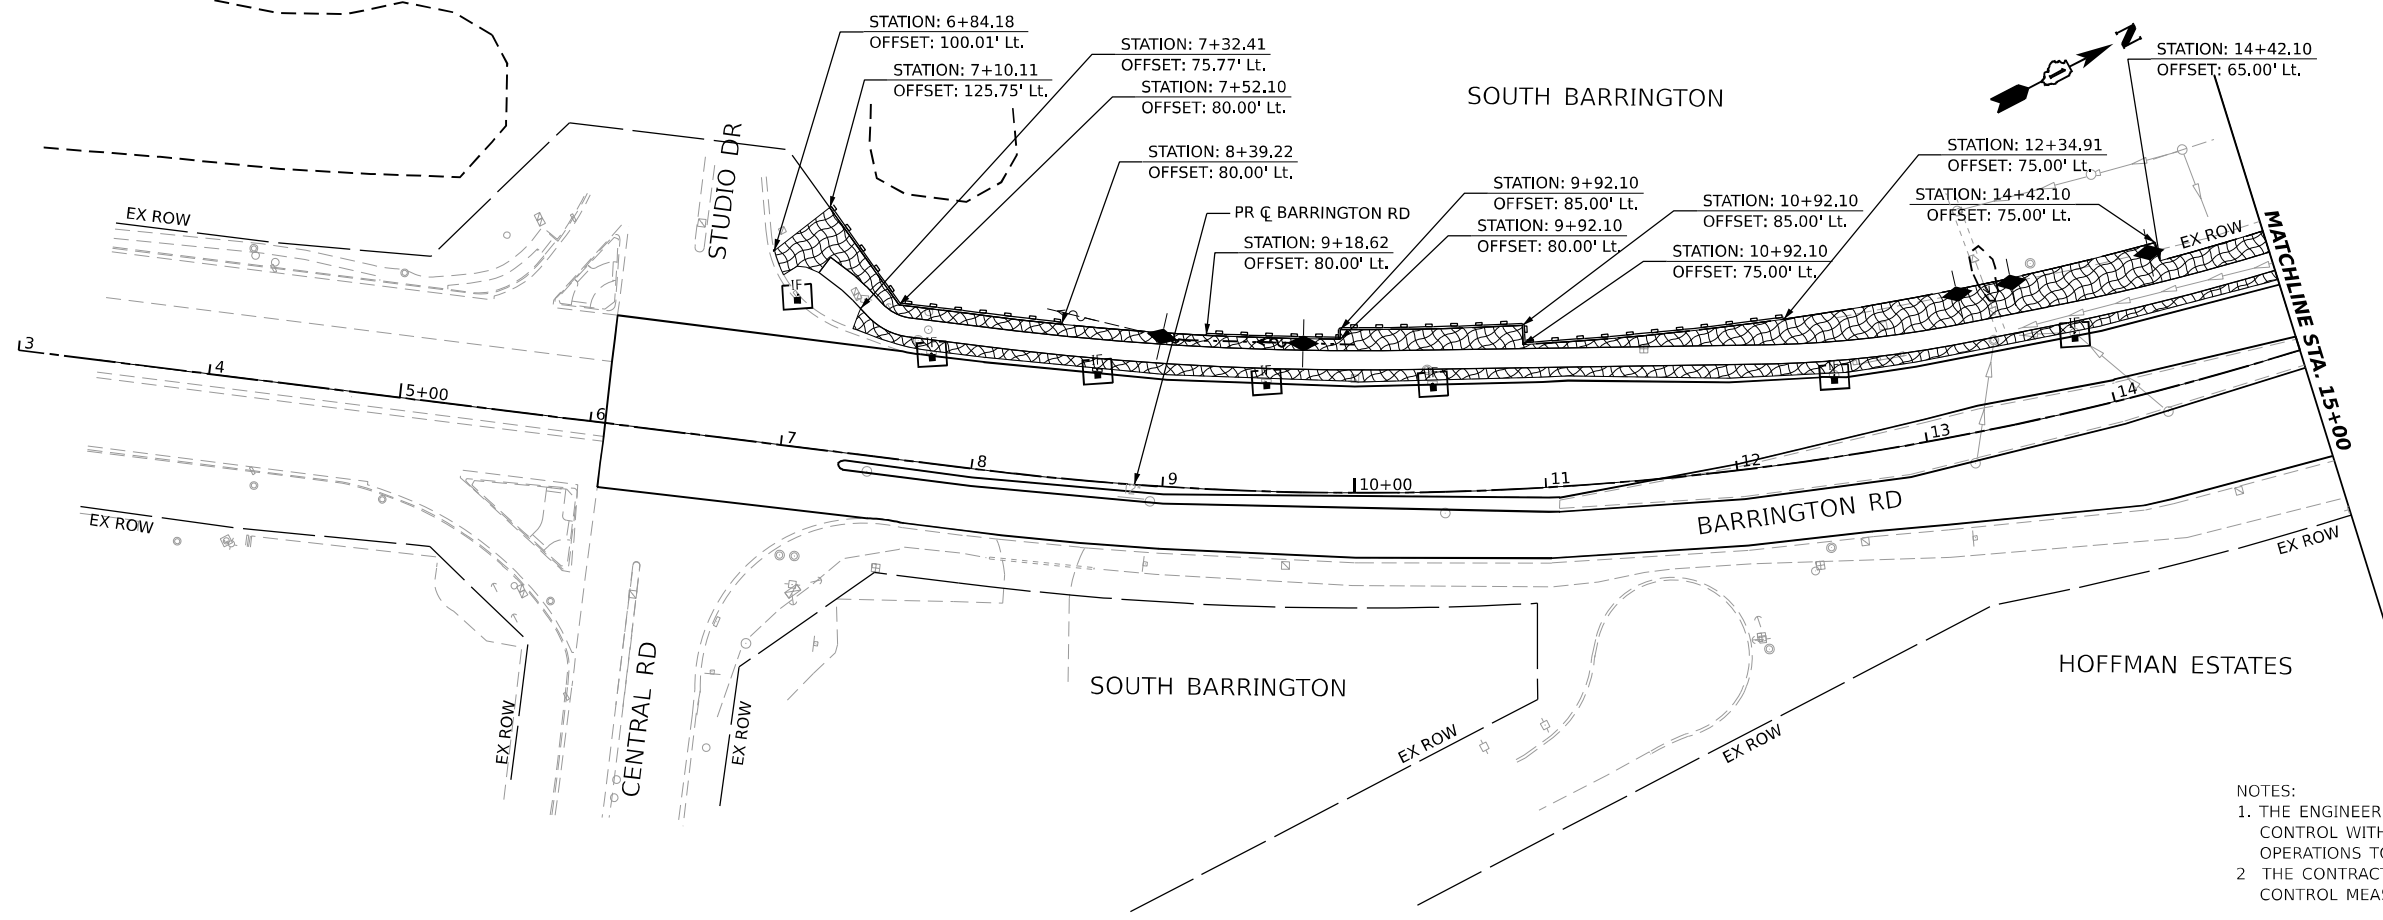 STATION: 6+84.18
OFFSET: 100.01' Lt.
STATION: 7+10.11
OFFSET: 125.75' Lt.
STATION: 7+32.41
OFFSET: 75.77' Lt.
STATION: 7+52.10
OFFSET: 80.00' Lt.
STATION: 8+39.22
OFFSET: 80.00' Lt.
PR ℄ BARRINGTON RD
STATION: 9+18.62
OFFSET: 80.00' Lt.
SOUTH BARRINGTON
STATION: 9+92.10
OFFSET: 85.00' Lt.
STATION: 9+92.10
OFFSET: 80.00' Lt.
STATION: 10+92.10
OFFSET: 85.00' Lt.
STATION: 10+92.10
OFFSET: 75.00' Lt.
STATION: 12+34.91
OFFSET: 75.00' Lt.
STATION: 14+42.10
OFFSET: 75.00' Lt.
N
STATION: 14+42.10
OFFSET: 65.00' Lt.
EX ROW
STUDIO DR
EX ROW
MATCHLINE STA. 15+00
IF
IF
IF
IF
IF
IF
IF
3
4
5+00
6
7
8
9
10+00
11
12
13
14
BARRINGTON RD
EX ROW
EX ROW
CENTRAL RD
EX ROW
EX ROW
SOUTH BARRINGTON
EX ROW
EX ROW
HOFFMAN ESTATES
NOTES:
1. THE ENGINEER
CONTROL WITH
OPERATIONS TO
2 THE CONTRACT
CONTROL MEAS